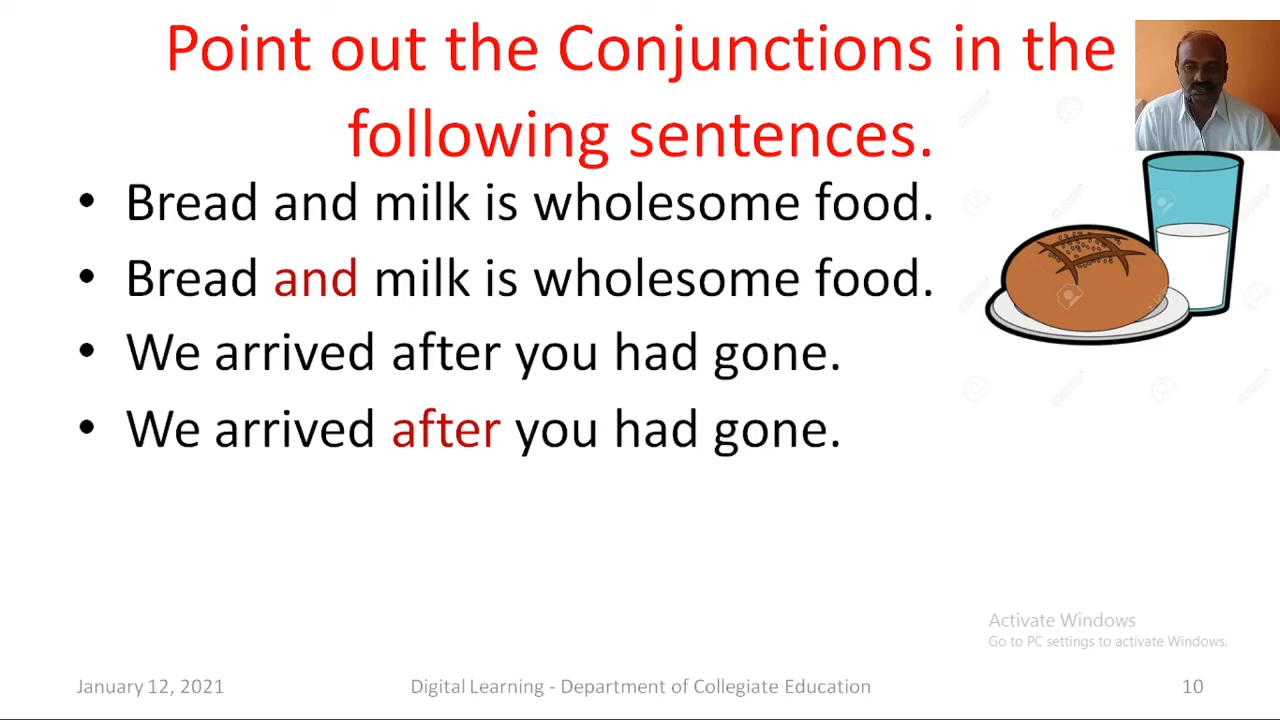 Point out the Conjunctions in the
following sentences.
• Bread and milk is wholesome food.
• Bread and milk is wholesome food.
• We arrived after you had gone.
• We arrived after you had gone.
Activate Windows
Go to PC settings to activate Windows.
January 12, 2021
Digital Learning - Department of Collegiate Education
10